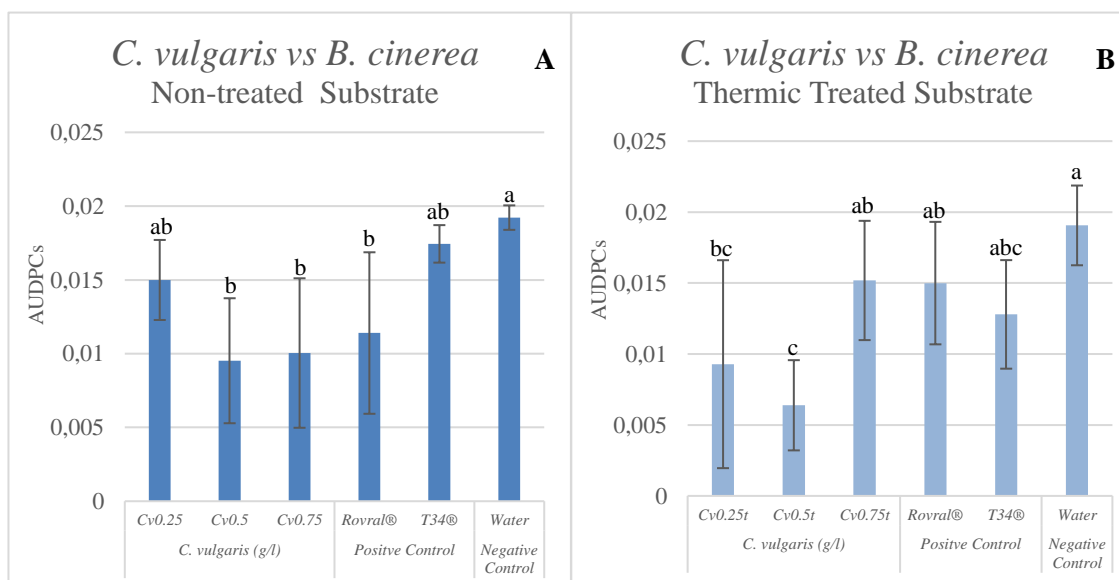 C. vulgaris vs B. cinerea
A
Non-treated Substrate
AUDPCs
0,025
0,02
0,015
0,01
0,005
0
ab
b
b
b
ab
a
Cv0.25
Cv0.5
Cv0.75
Rovral®
T34®
Water
C. vulgaris (g/l)
Positve Control
Negative
Control
C. vulgaris vs B. cinerea
B
Thermic Treated Substrate
AUDPCs
0,025
0,02
0,015
0,01
0,005
0
bc
c
ab
ab
abc
a
Cv0.25t
Cv0.5t
Cv0.75t
Rovral®
T34®
Water
C. vulgaris (g/l)
Positve Control
Negative
Control